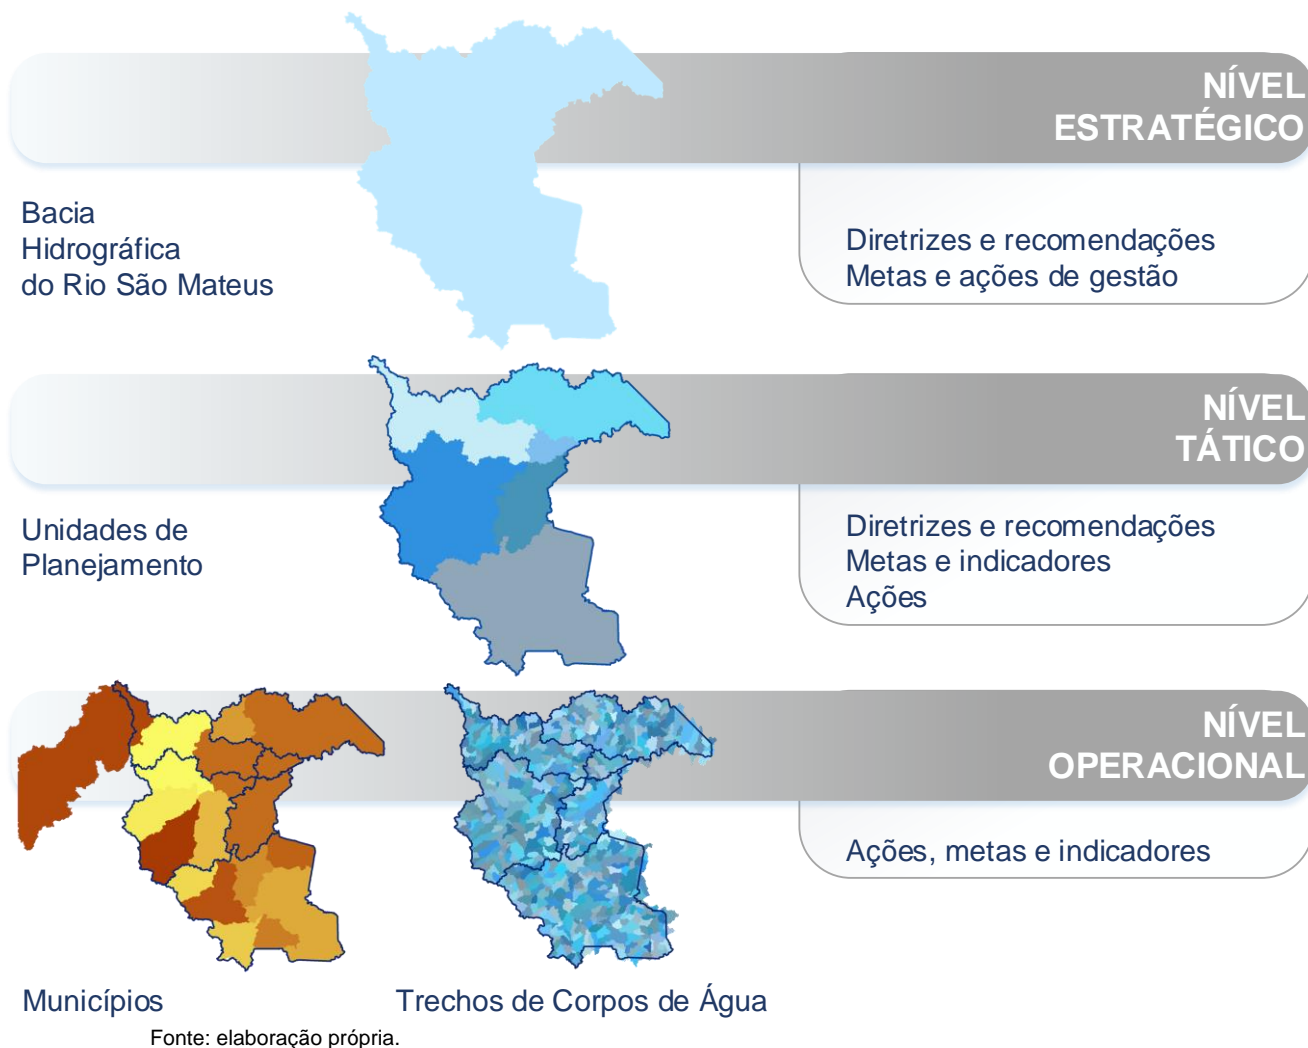 NÍVEL
ESTRATÉGICO
Bacia
Hidrográfica
do Rio São Mateus
Diretrizes e recomendações
Metas e ações de gestão
NÍVEL
TÁTICO
Unidades de
Planejamento
Diretrizes e recomendações
Metas e indicadores
Ações
NÍVEL
OPERACIONAL
Ações, metas e indicadores
Municípios
Trechos de Corpos de Água
Fonte: elaboração própria.